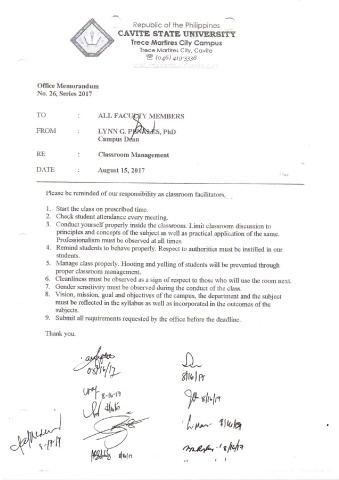 Republic of the Philippines
CAVITE STATE UNIVERSITY
Trece Martires City Campus
Trece Martires City, Cavite
☏ (046) 419-3336
Office Memorandum
No. 26, Series 2017
TO : ALL FACULTY MEMBERS
FROM : LYNN G. PhD
Campus Dean
RE : Classroom Management
DATE : August 15, 2017
Please be reminded of our responsibility as classroom facilitators,
1. Start the class on prescribed time.
2. Check student attendance every meeting.
3. Conduct yourself properly inside the classroom. Limit classroom discussion to
principles and concepts of the subject as well as practical application of the same.
Professionalism must be observed at all times.
4. Remind students to behave properly. Respect to authorities must be instilled in our
students.
5. Manage class properly. Hooting and yelling of students will be prevented through
proper classroom management.
6. Cleanliness must be observed as a sign of respect to those who will use the room next.
7. Gender sensitivity must be observed during the conduct of the class.
8. Vision, mission, goal and objectives of the campus, the department and the subject
must be reflected in the syllabus as well as incorporated in the outcomes of the
subjects.
9. Submit all requirements requested by the office before the deadline.
Thank you.
08/16/17
8/16/17
8-16-17
8/16/17
8/16/17
8-17-17
8/16/17